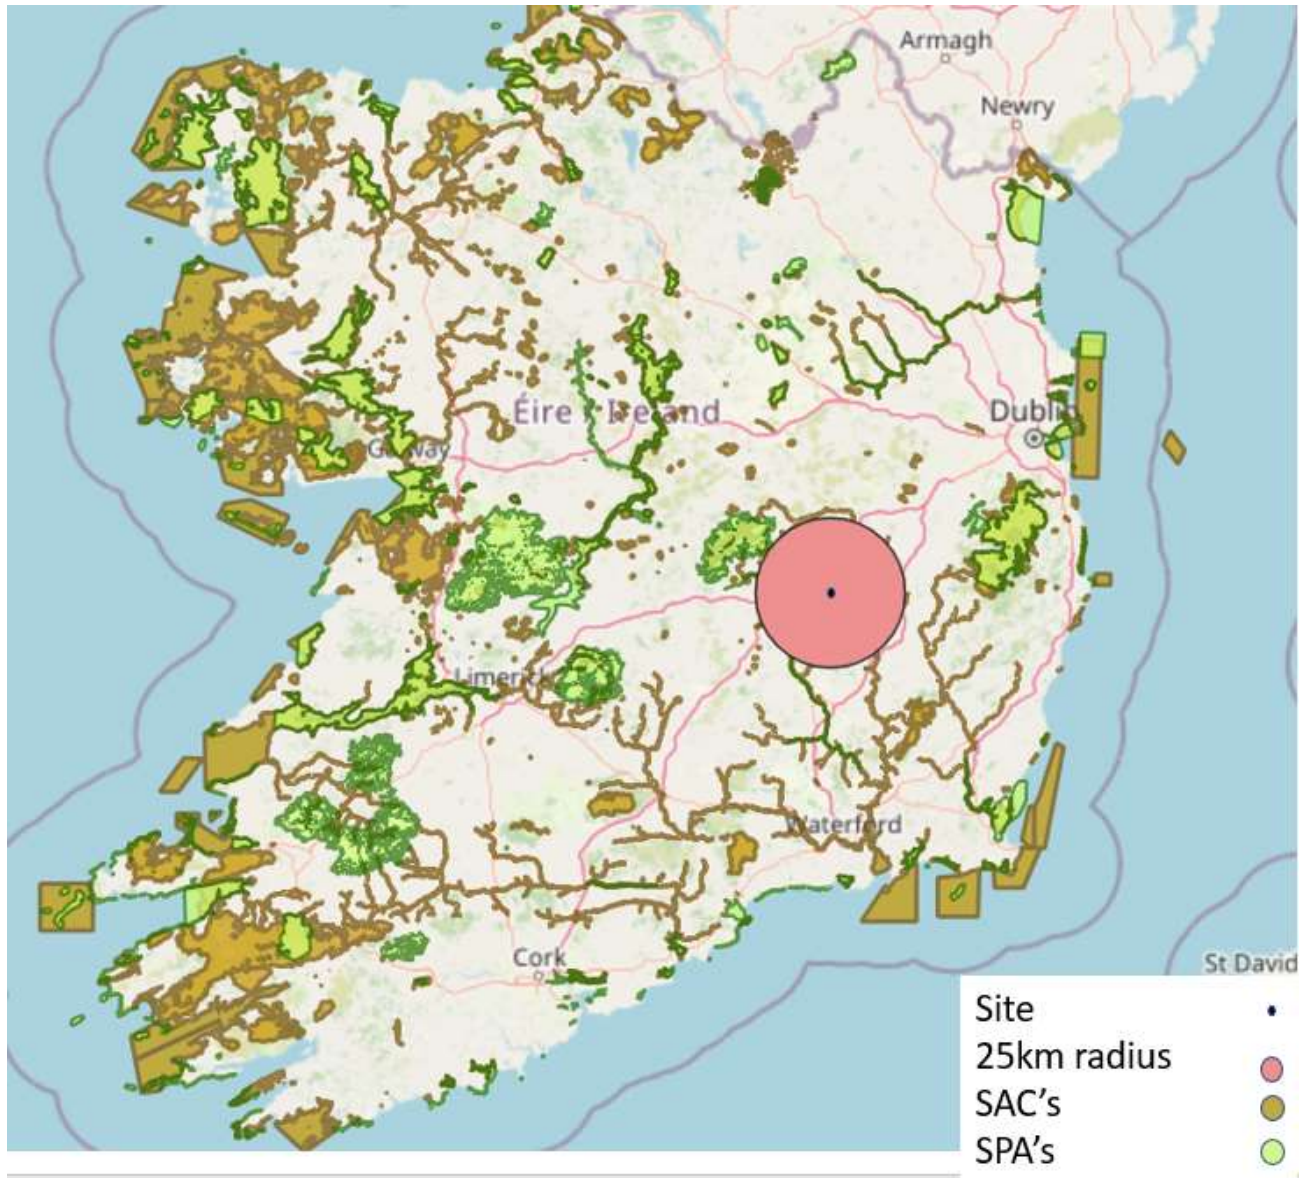 Armagh
Newry
Éire / Ireland
Dublin
Galway
Limerick
Waterford
Cork
St David
Site
25km radius
SAC's
SPA's